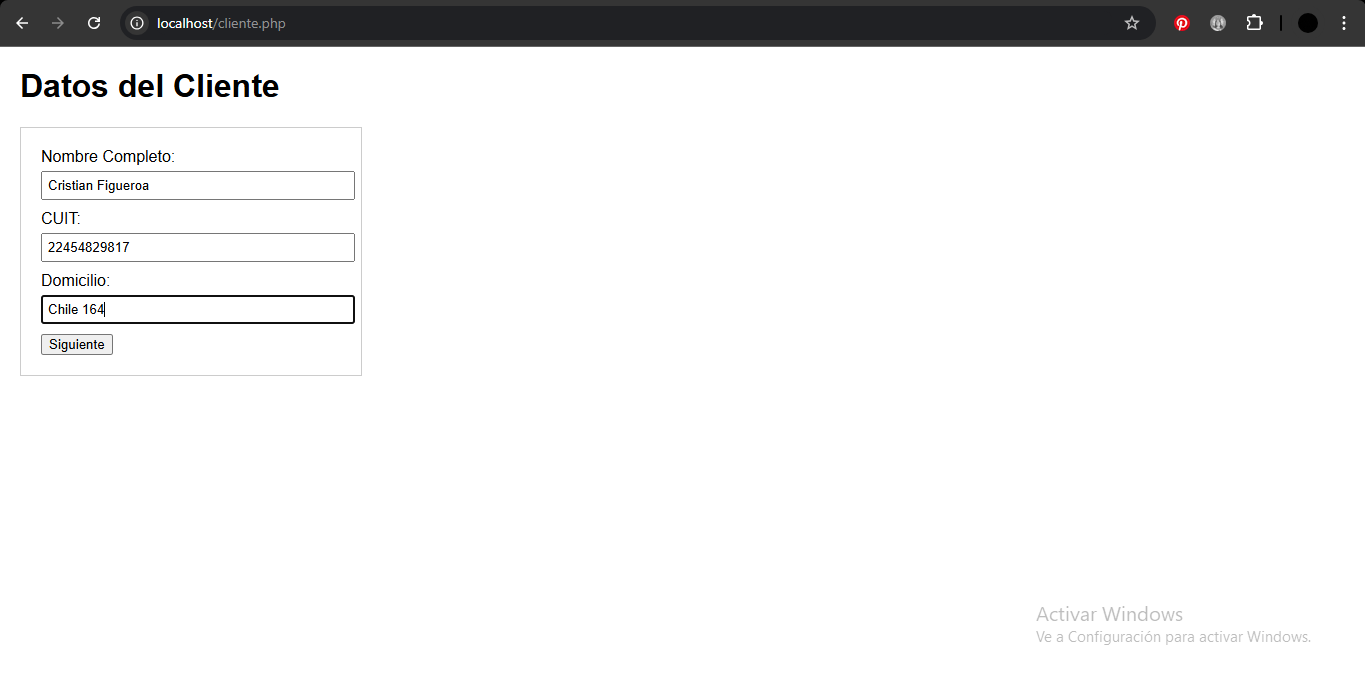 localhost/cliente.php
Datos del Cliente
Nombre Completo:
Cristian Figueroa
CUIT:
22454829817
Domicilio:
Chile 164
Siguiente
Activar Windows
Ve a Configuración para activar Windows.